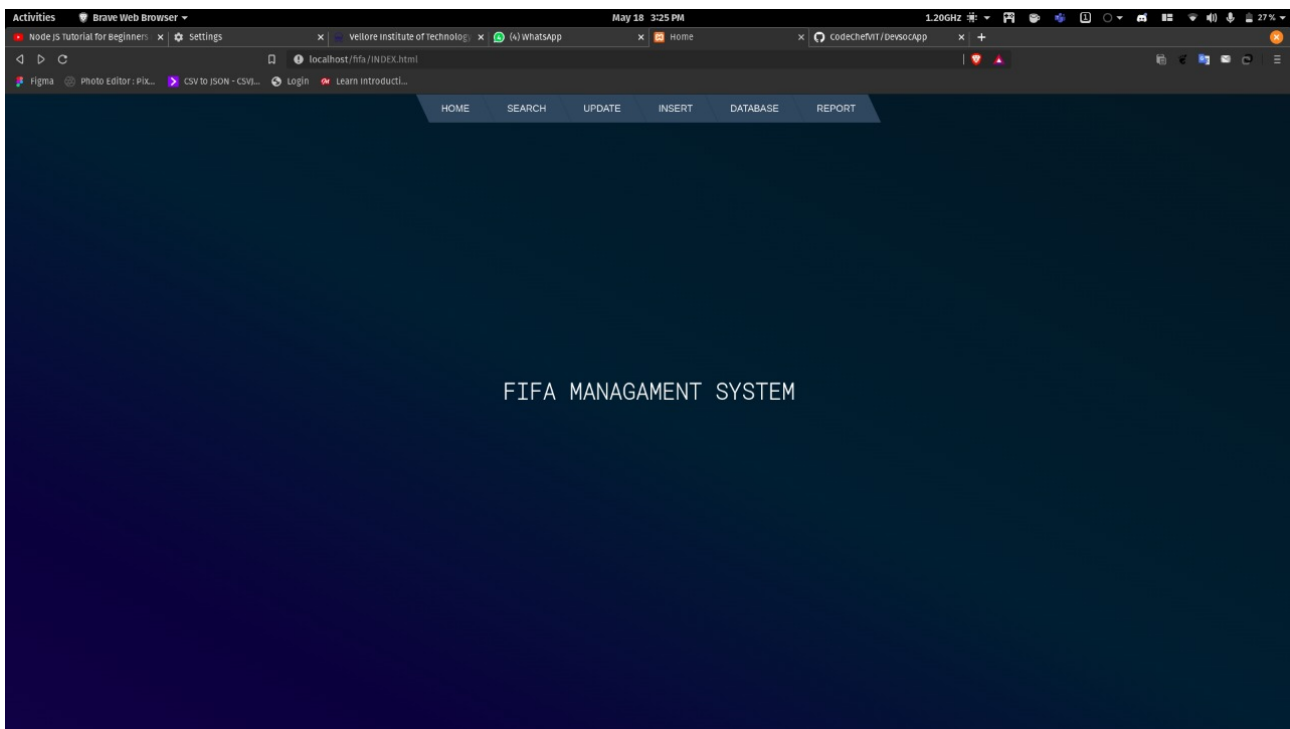 Activities Brave Web Browser May 18 3:25 PM 1.20GHz 1 27 %
Node JS Tutorial for Beginners Settings Vellore Institute of Technology (4) WhatsApp Home CodeChefVIT/DevsocApp
localhost/fifa/INDEX.html
Figma Photo Editor : Pix... CSV to JSON - CSVJ... Login Learn Introducti...
HOME SEARCH UPDATE INSERT DATABASE REPORT
FIFA MANAGAMENT SYSTEM